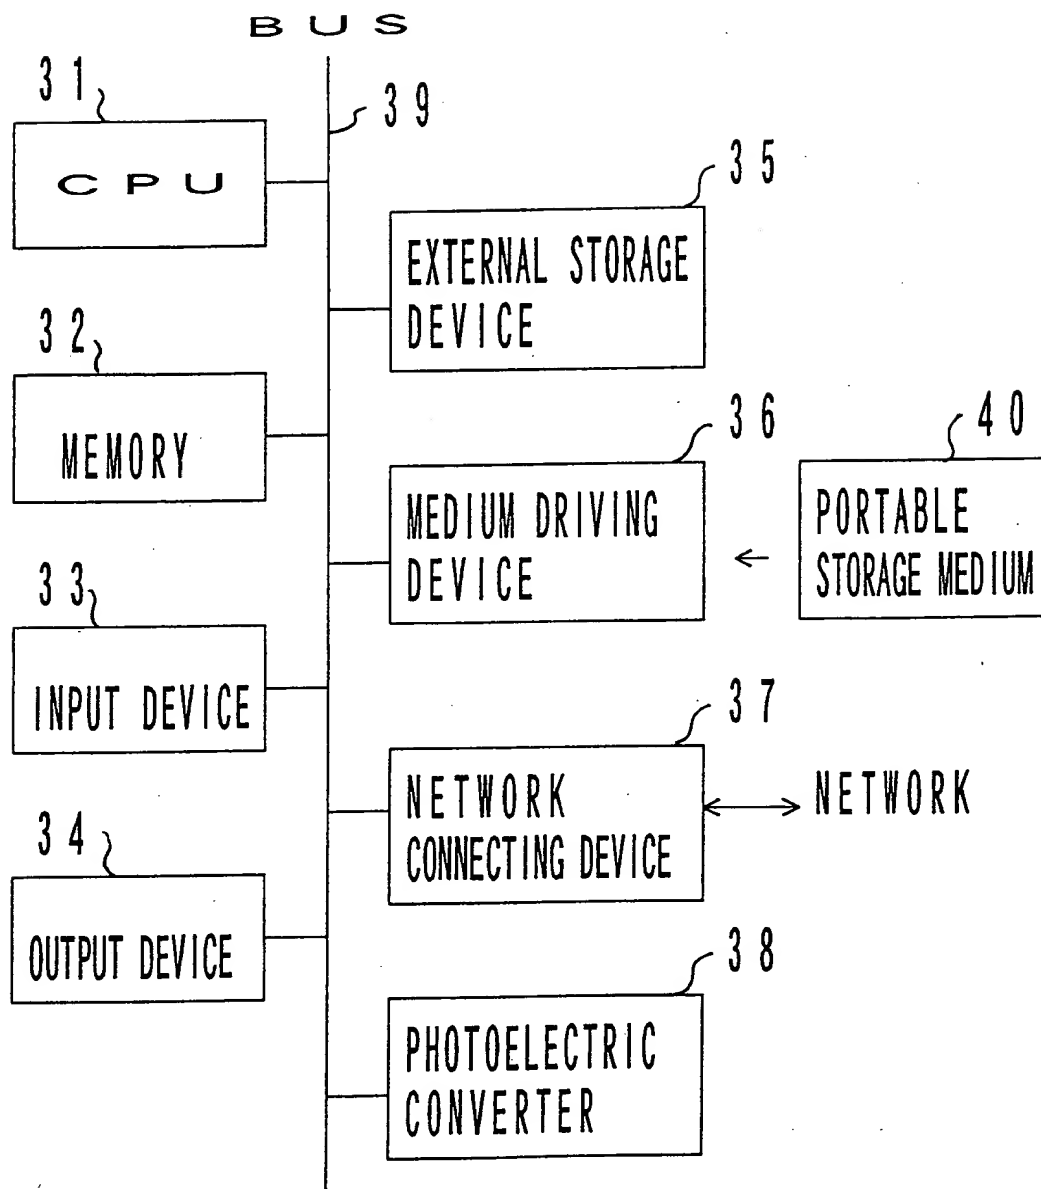 BUS
31
39
CPU
35
EXTERNAL STORAGE
DEVICE
32
MEMORY
36
40
MEDIUM DRIVING
DEVICE
PORTABLE
STORAGE MEDIUM
33
INPUT DEVICE
37
NETWORK
CONNECTING DEVICE
NETWORK
34
OUTPUT DEVICE
38
PHOTOELECTRIC
CONVERTER